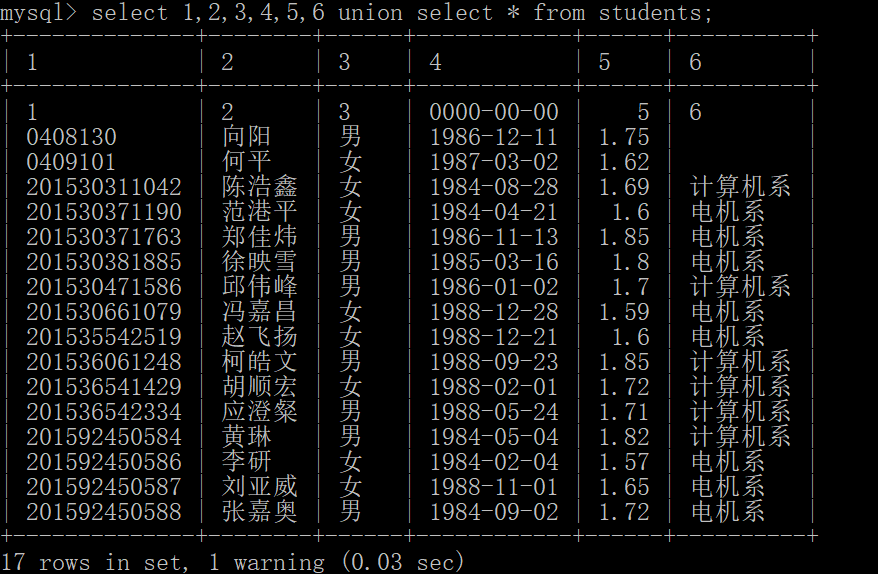 mysql> select 1,2,3,4,5,6 union select * from students;
+--------------+--------+------+------------+------+----------+
| 1 | 2 | 3 | 4 | 5 | 6 |
+--------------+--------+------+------------+------+----------+
| 1 | 2 | 3 | 0000-00-00 | 5 | 6 |
| 0408130 | 向阳 | 男 | 1986-12-11 | 1.75 | |
| 0409101 | 何平 | 女 | 1987-03-02 | 1.62 | |
| 201530311042 | 陈浩鑫 | 女 | 1984-08-28 | 1.69 | 计算机系 |
| 201530371190 | 范港平 | 女 | 1984-04-21 | 1.6 | 电机系 |
| 201530371763 | 郑佳炜 | 男 | 1986-11-13 | 1.85 | 电机系 |
| 201530381885 | 徐映雪 | 男 | 1985-03-16 | 1.8 | 电机系 |
| 201530471586 | 邱伟峰 | 男 | 1986-01-02 | 1.7 | 计算机系 |
| 201530661079 | 冯嘉昌 | 女 | 1988-12-28 | 1.59 | 电机系 |
| 201535542519 | 赵飞扬 | 女 | 1988-12-21 | 1.6 | 电机系 |
| 201536061248 | 柯皓文 | 男 | 1988-09-23 | 1.85 | 计算机系 |
| 201536541429 | 胡顺宏 | 女 | 1988-02-01 | 1.72 | 计算机系 |
| 201536542334 | 应澄粲 | 男 | 1988-05-24 | 1.71 | 计算机系 |
| 201592450584 | 黄琳 | 男 | 1984-05-04 | 1.82 | 计算机系 |
| 201592450586 | 李研 | 女 | 1984-02-04 | 1.57 | 电机系 |
| 201592450587 | 刘亚威 | 女 | 1988-11-01 | 1.65 | 电机系 |
| 201592450588 | 张嘉奥 | 男 | 1984-09-02 | 1.72 | 电机系 |
+--------------+--------+------+------------+------+----------+
17 rows in set, 1 warning (0.03 sec)